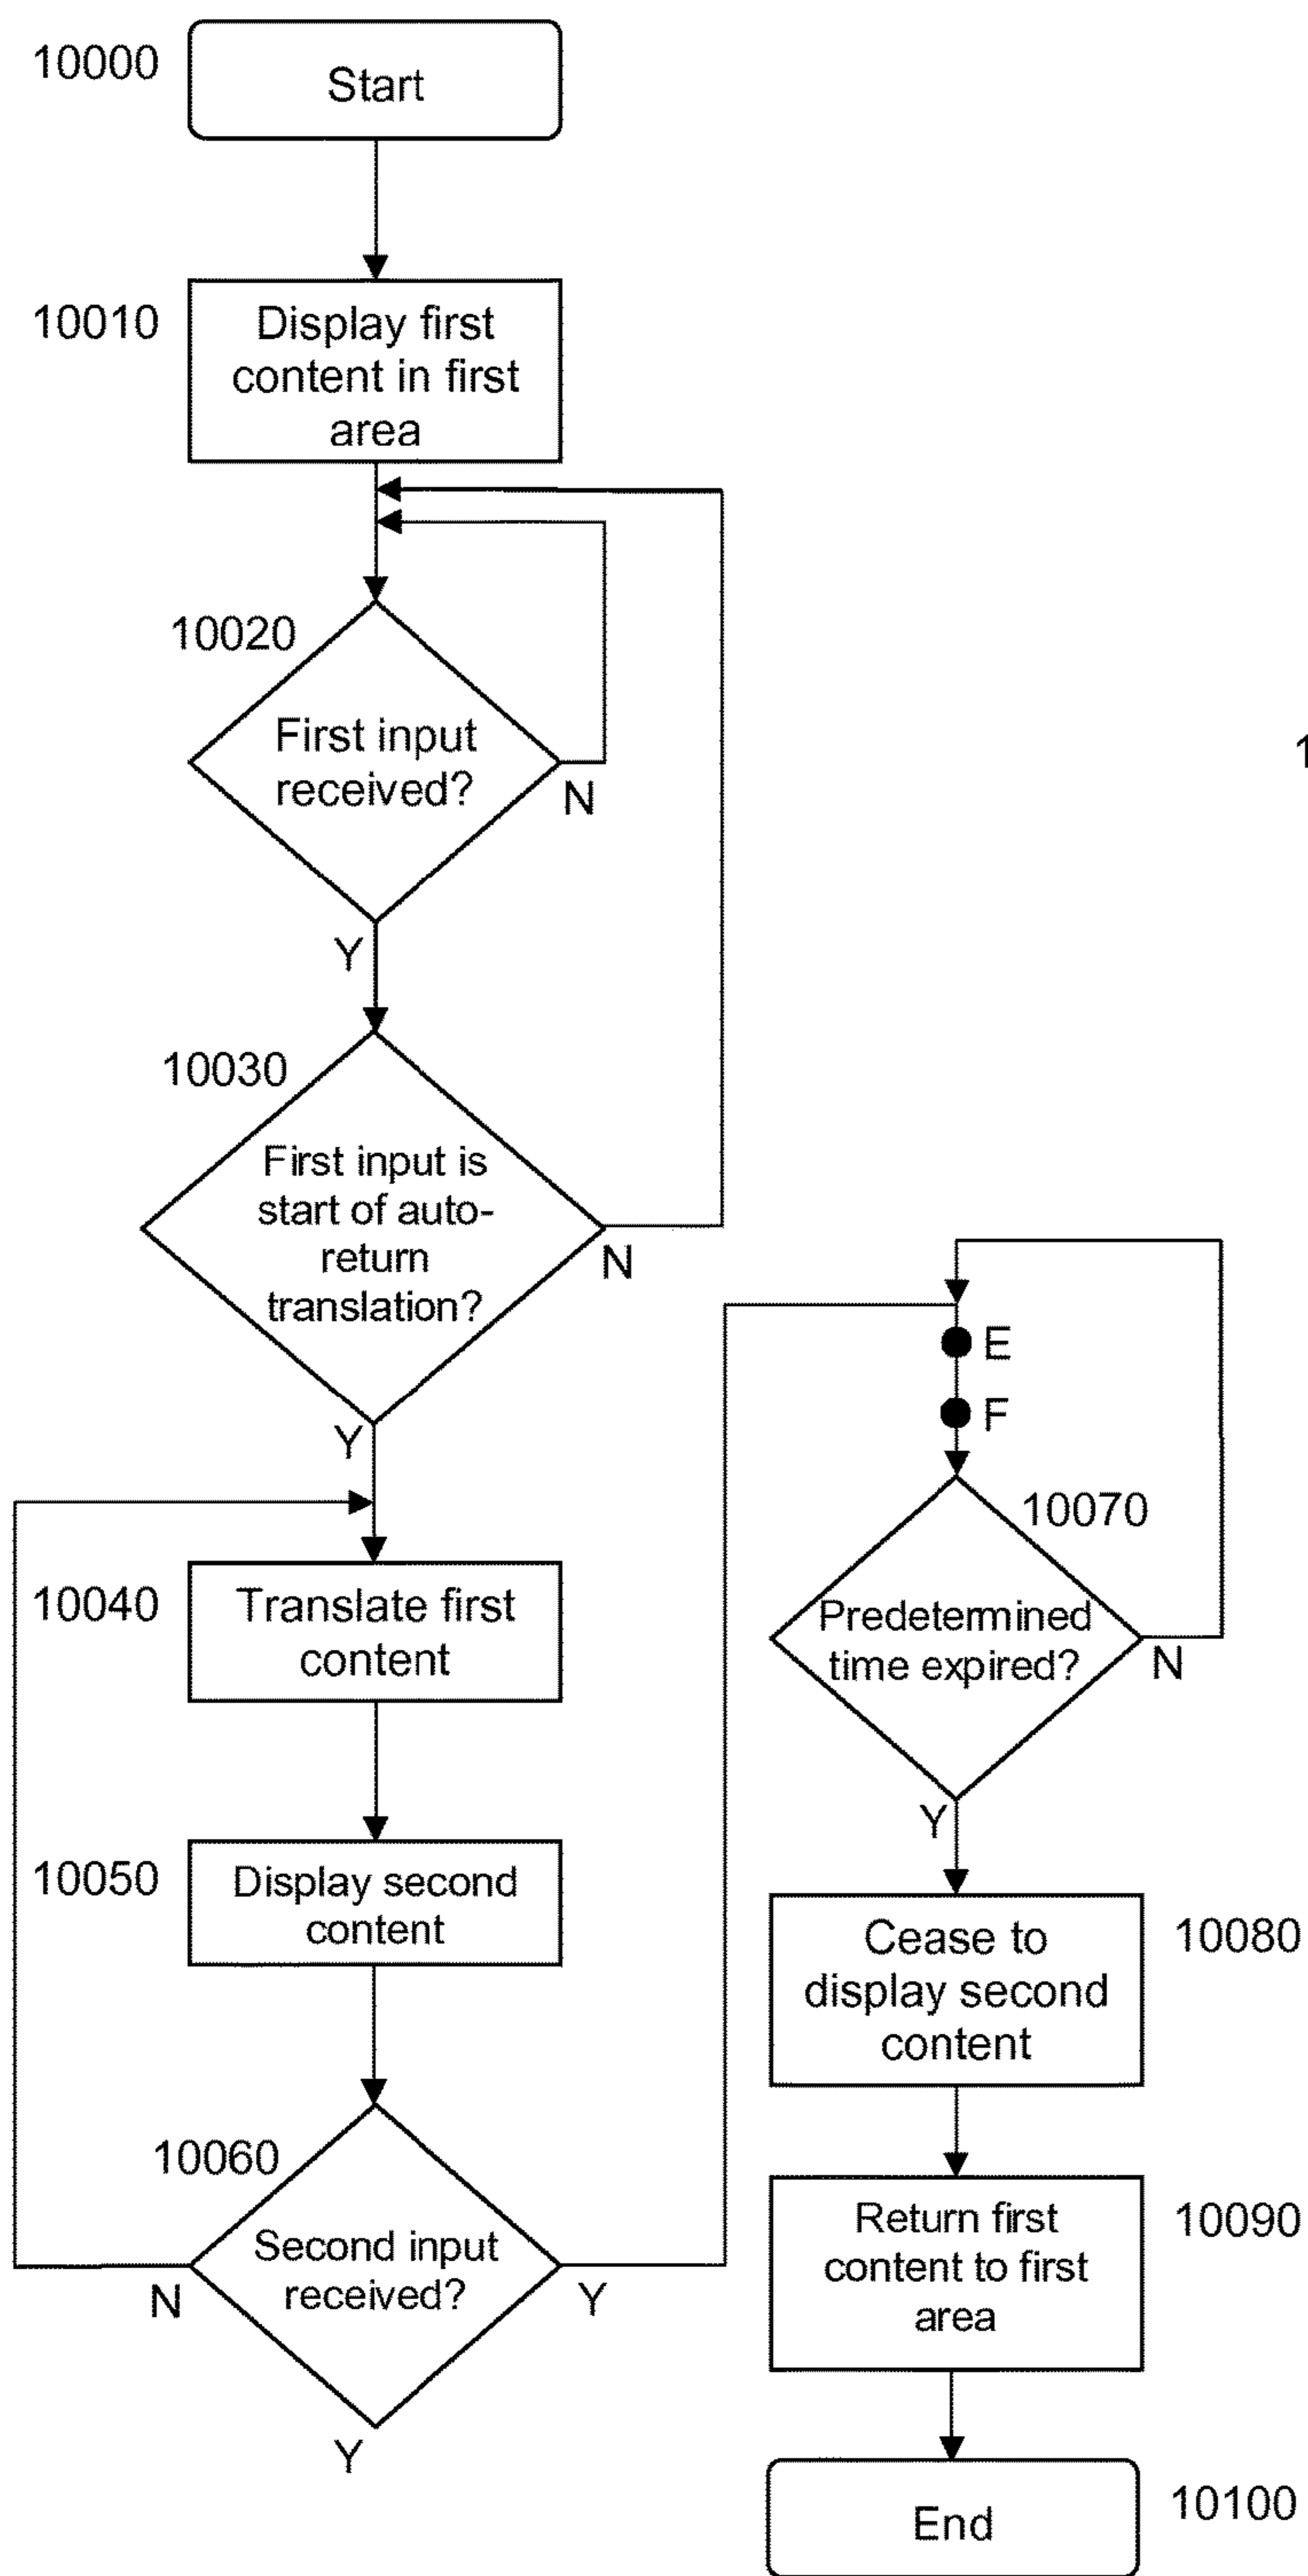 10000
Start
10010
Display first
content in first
area
10020
First input
received?
N
Y
10030
First input is
start of auto-
return
translation?
N
Y
10040
Translate first
content
10050
Display second
content
10060
Second input
received?
N
Y
Y
E
F
10070
Predetermined
time expired?
N
Y
Cease to
display second
content
10080
Return first
content to first
area
10090
End
10100
1